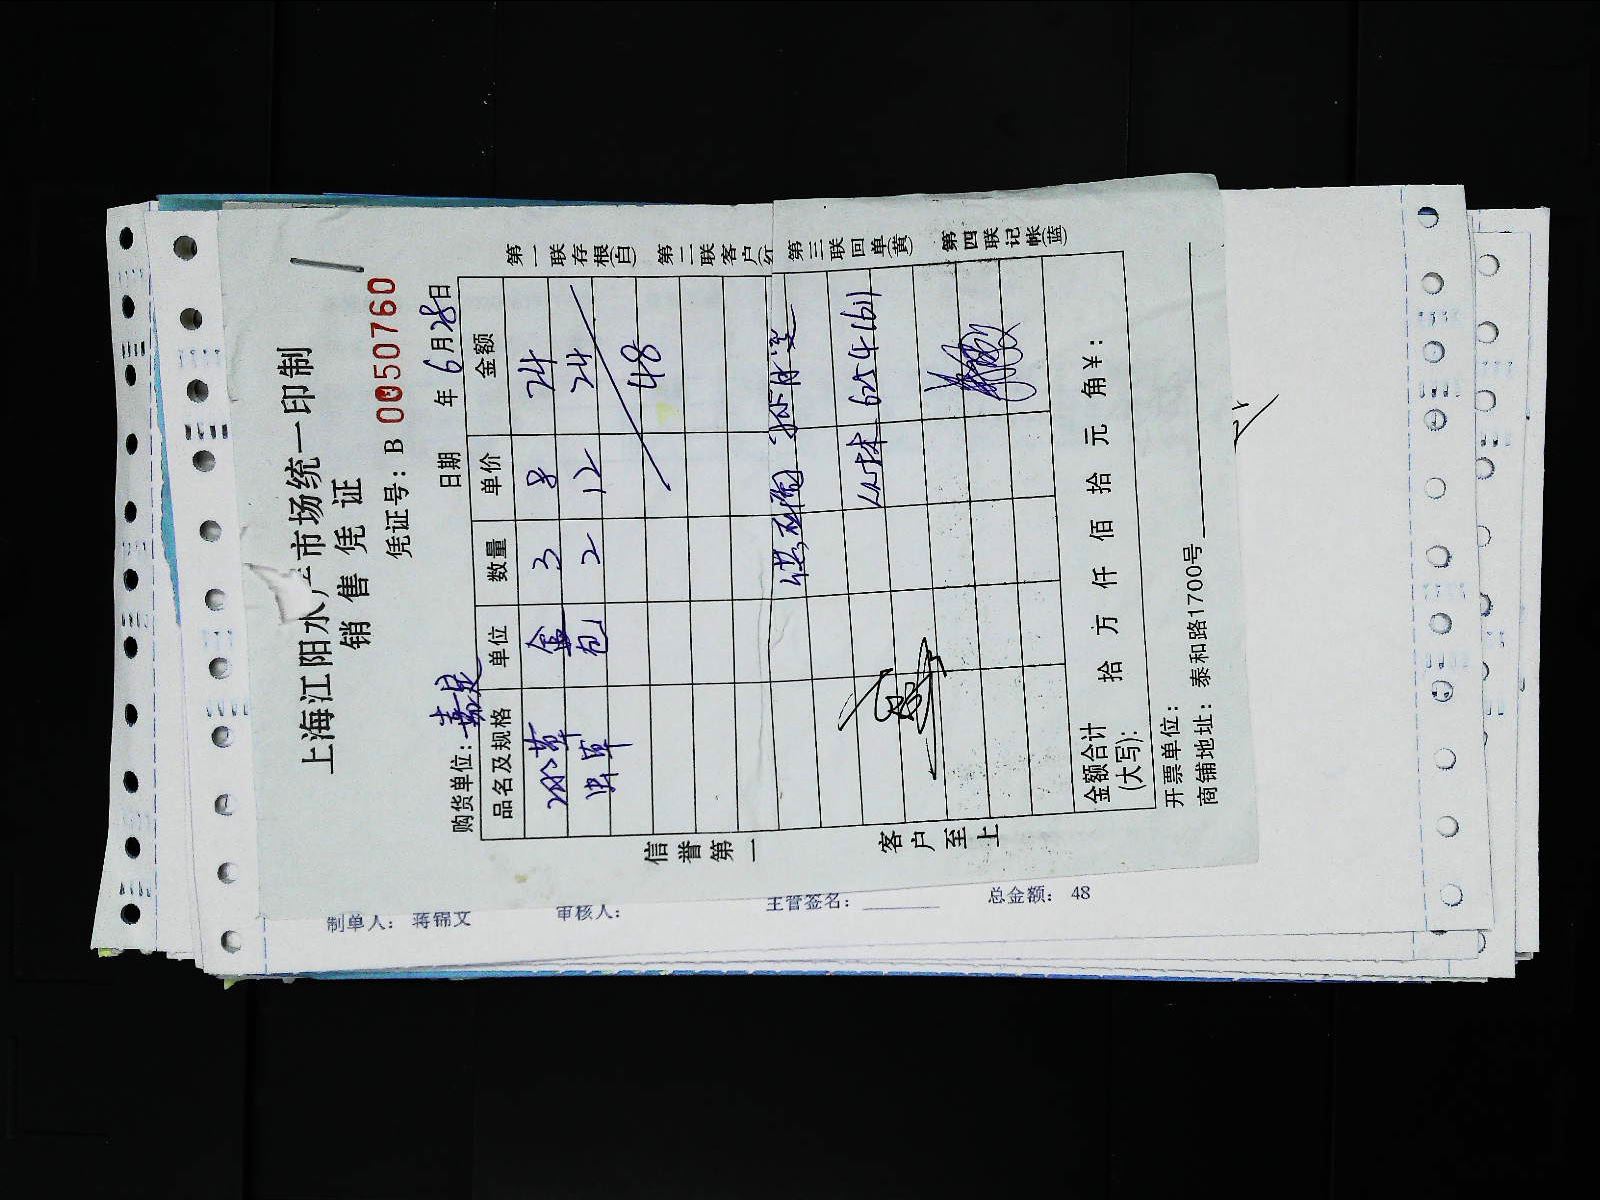 上海江阳水产市场统一印制
销售凭证
凭证号：B 0050760
购货单位： 日期 年 6月28日
品名及规格 单位 数量 单价 金额
盒 3 8 24
虫草 包 2 12 24
48
第一联存根(白)
第二联客户(红
第三联回单(黄)
第四联记帐(蓝)
62541611
信誉第一
客户至上
金额合计(大写)： 拾 万 仟 佰 拾 元 角 ¥：
开票单位：
商铺地址：泰和路1700号
制单人： 蒋锦文 审核人： 主管签名： 总金额： 48